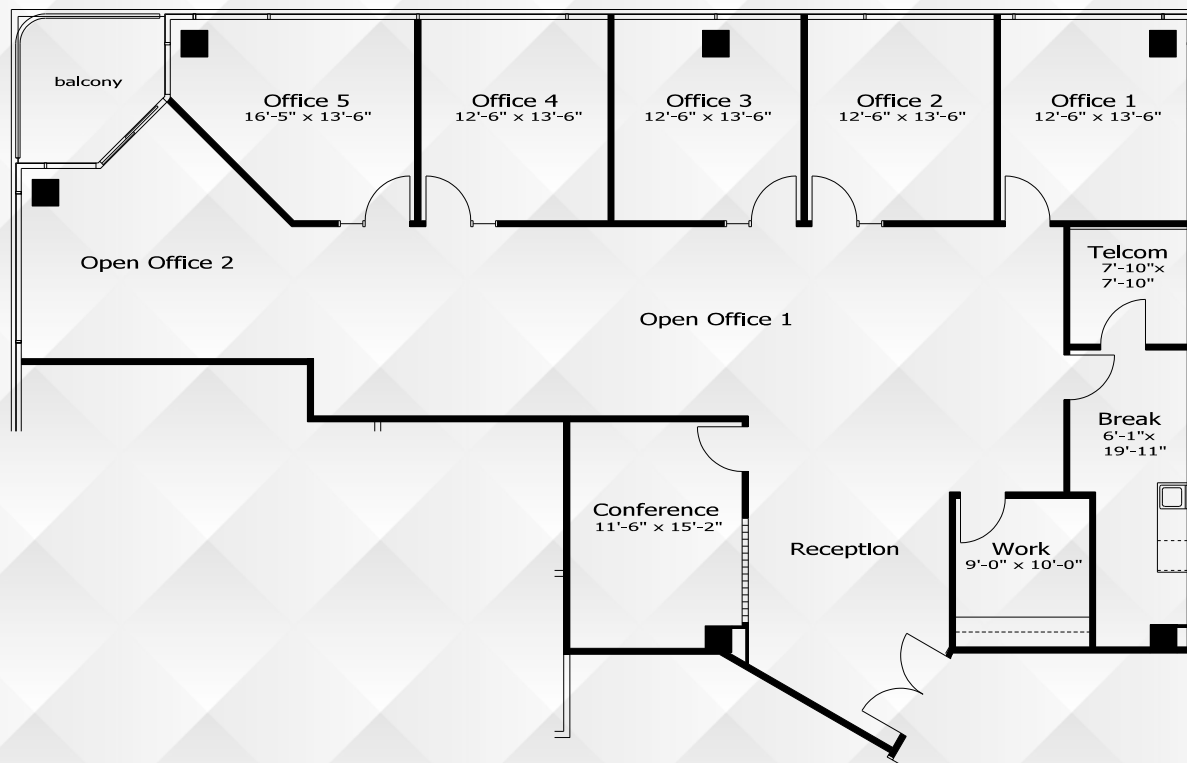 balcony
Office 5
16'-5" x 13'-6"
Office 4
12'-6" x 13'-6"
Office 3
12'-6" x 13'-6"
Office 2
12'-6" x 13'-6"
Office 1
12'-6" x 13'-6"
Open Office 2
Open Office 1
Telcom
7'-10"x
7'-10"
Break
6'-1"x
19'-11"
Conference
11'-6" x 15'-2"
Reception
Work
9'-0" x 10'-0"